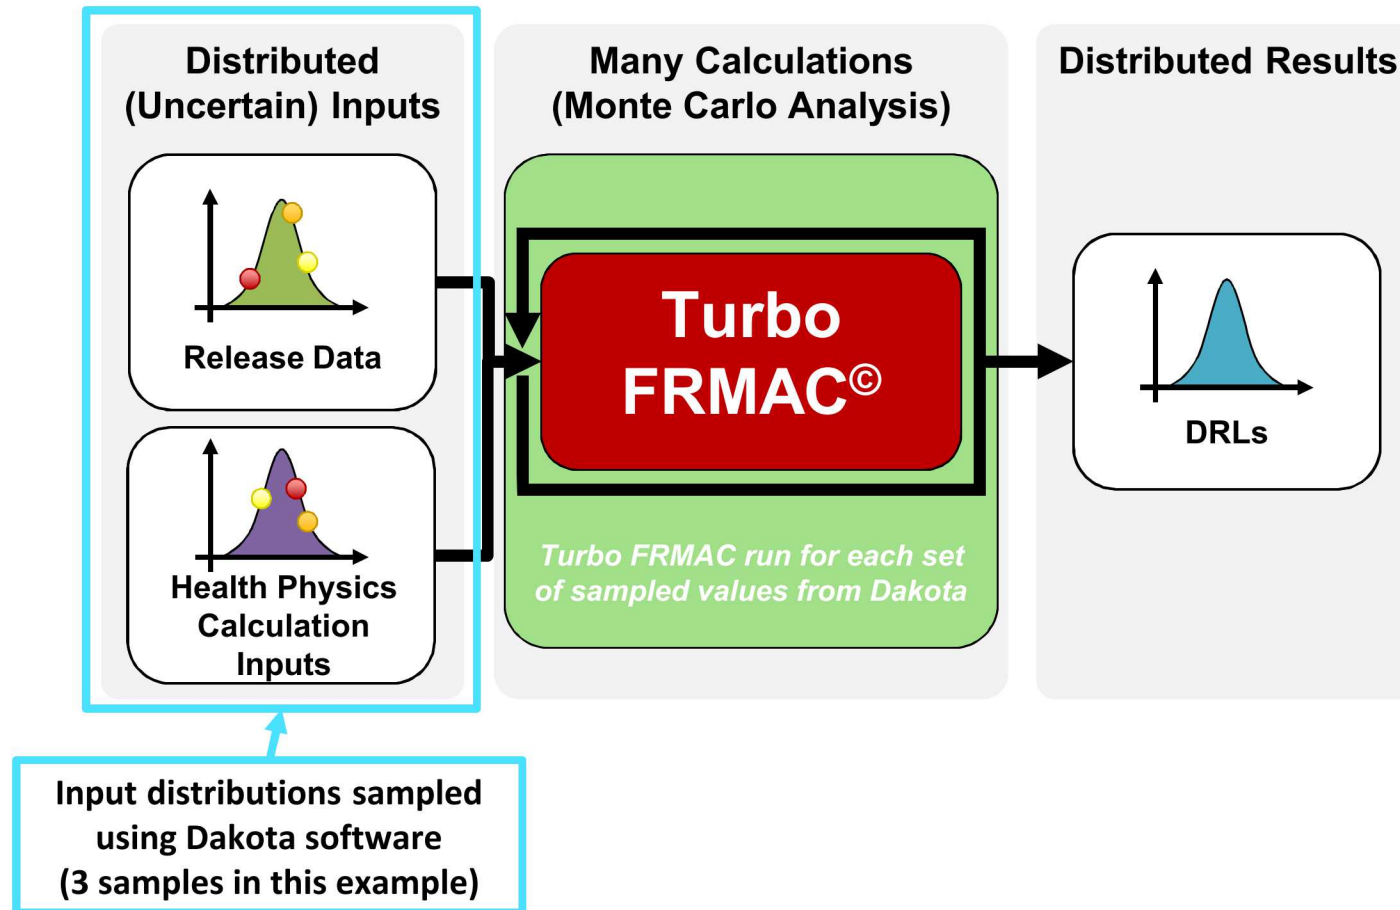 Distributed
(Uncertain) Inputs
Release Data
Health Physics
Calculation
Inputs
Input distributions sampled
using Dakota software
(3 samples in this example)
Many Calculations
(Monte Carlo Analysis)
Turbo
FRMAC©
Turbo FRMAC run for each set
of sampled values from Dakota
Distributed Results
DRLs